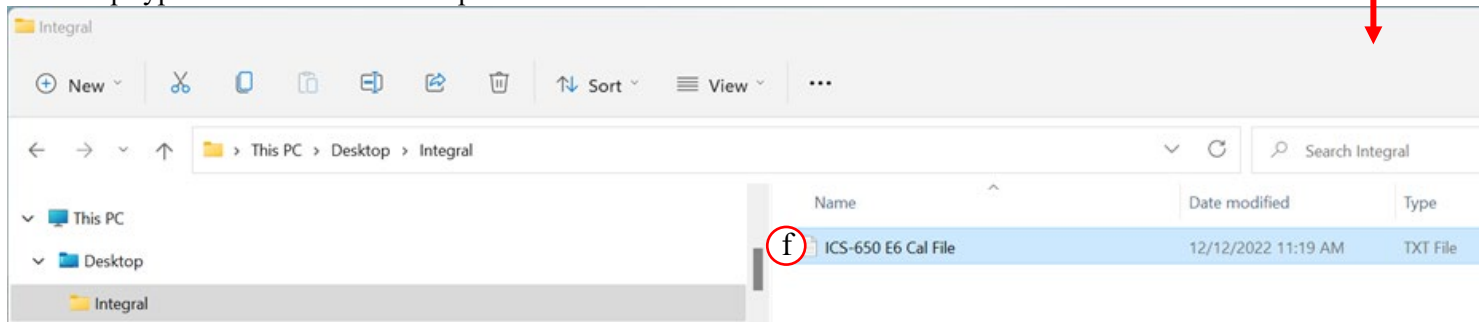 Integral
New Sort View ...
> This PC > Desktop > Integral Search Integral
This PC
Desktop
Integral
Name Date modified Type
f ICS-650 E6 Cal File 12/12/2022 11:19 AM TXT File